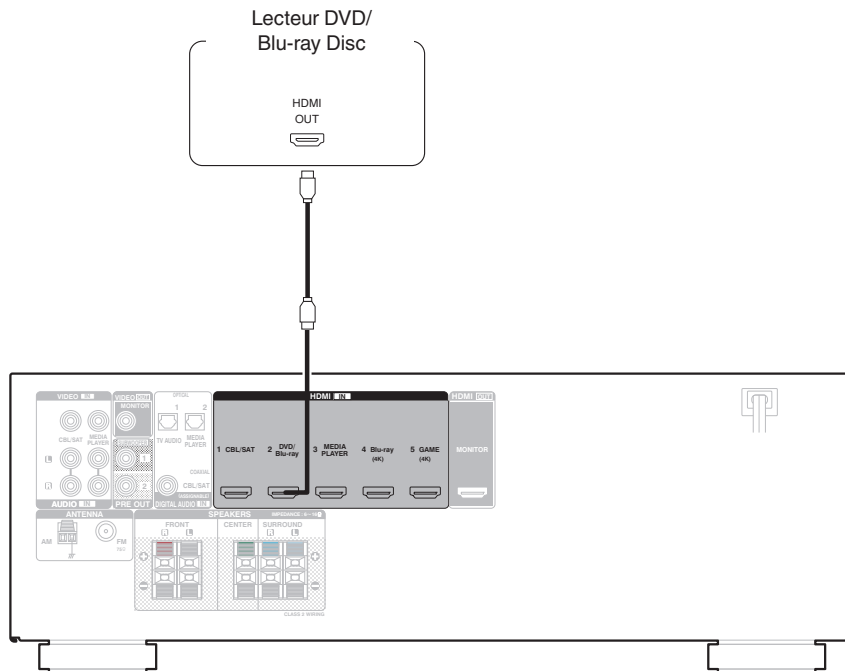 Lecteur DVD/
Blu-ray Disc
HDMI
OUT
VIDEO IN
VIDEO OUT
MONITOR
OPTICAL
1 2
TV AUDIO
MEDIA
PLAYER
CBL/SAT
MEDIA
PLAYER
SUBWOOFER
1
2
L
R
COAXIAL
CBL/SAT
(ASSIGNABLE)
AUDIO IN
PRE OUT
DIGITAL AUDIO IN
HDMI IN
1 CBL/SAT
2 DVD/
Blu-ray
3 MEDIA
PLAYER
4 Blu-ray
(4K)
5 GAME
(4K)
HDMI OUT
MONITOR
ANTENNA
AM
FM
75Ω
SPEAKERS
FRONT
R L
CENTER
SURROUND
R L
CLASS 2 WIRING